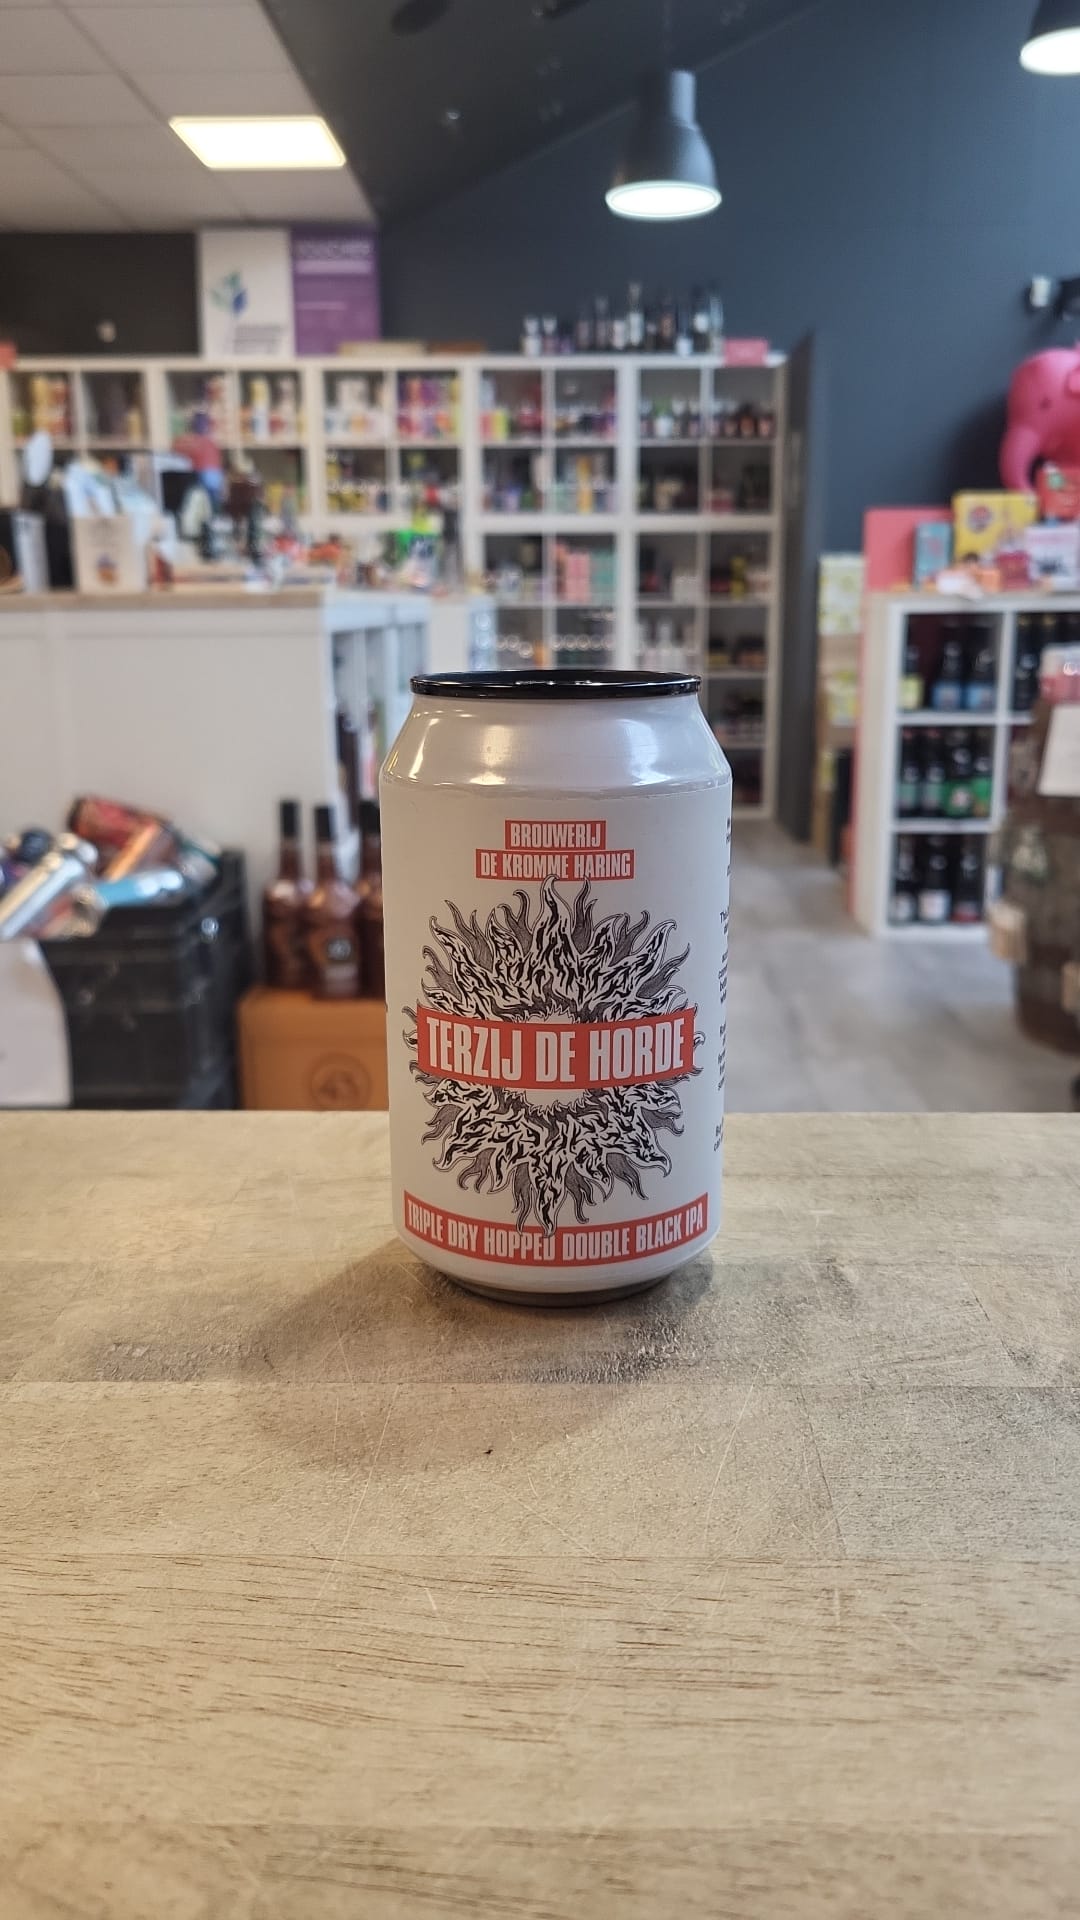 BROUWERIJ
DE KROMME HARING
TERZIJ DE HORDE
TRIPLE DRY HOPPED DOUBLE BLACK IPA